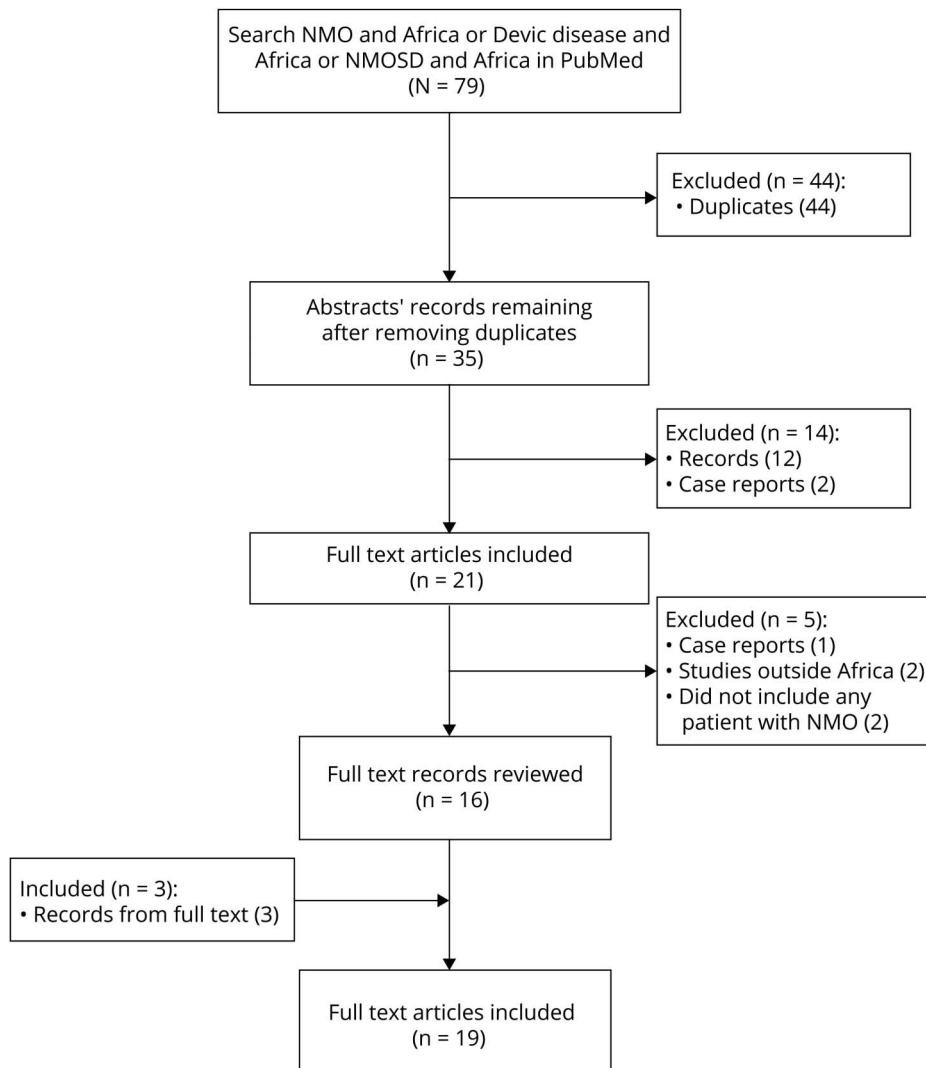 Search NMO and Africa or Devic disease and
Africa or NMOSD and Africa in PubMed
(N = 79)
Excluded (n = 44):
• Duplicates (44)
Abstracts' records remaining
after removing duplicates
(n = 35)
Excluded (n = 14):
• Records (12)
• Case reports (2)
Full text articles included
(n = 21)
Excluded (n = 5):
• Case reports (1)
• Studies outside Africa (2)
• Did not include any
patient with NMO (2)
Full text records reviewed
(n = 16)
Included (n = 3):
• Records from full text (3)
Full text articles included
(n = 19)